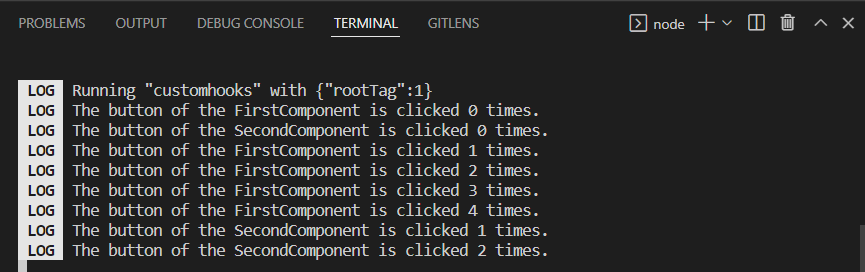 PROBLEMS OUTPUT DEBUG CONSOLE TERMINAL GITLENS node
LOG Running "customhooks" with {"rootTag":1}
LOG The button of the FirstComponent is clicked 0 times.
LOG The button of the SecondComponent is clicked 0 times.
LOG The button of the FirstComponent is clicked 1 times.
LOG The button of the FirstComponent is clicked 2 times.
LOG The button of the FirstComponent is clicked 3 times.
LOG The button of the FirstComponent is clicked 4 times.
LOG The button of the SecondComponent is clicked 1 times.
LOG The button of the SecondComponent is clicked 2 times.